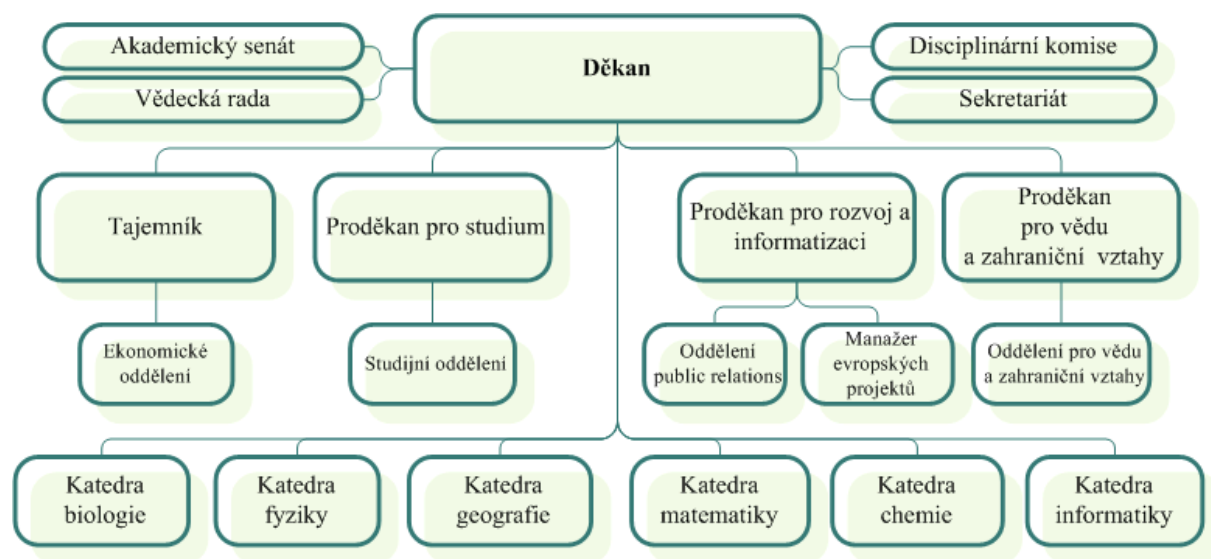 Akademický senát
Vědecká rada
Děkan
Disciplinární komise
Sekretariát
Tajemník
Proděkan pro studium
Proděkan pro rozvoj a
informatizaci
Proděkan
pro vědu
a zahraniční vztahy
Ekonomické
oddělení
Studijní oddělení
Oddělení
public relations
Manažer
evropských
projektů
Oddělení pro vědu
a zahraniční vztahy
Katedra
biologie
Katedra
fyziky
Katedra
geografie
Katedra
matematiky
Katedra
chemie
Katedra
informatiky